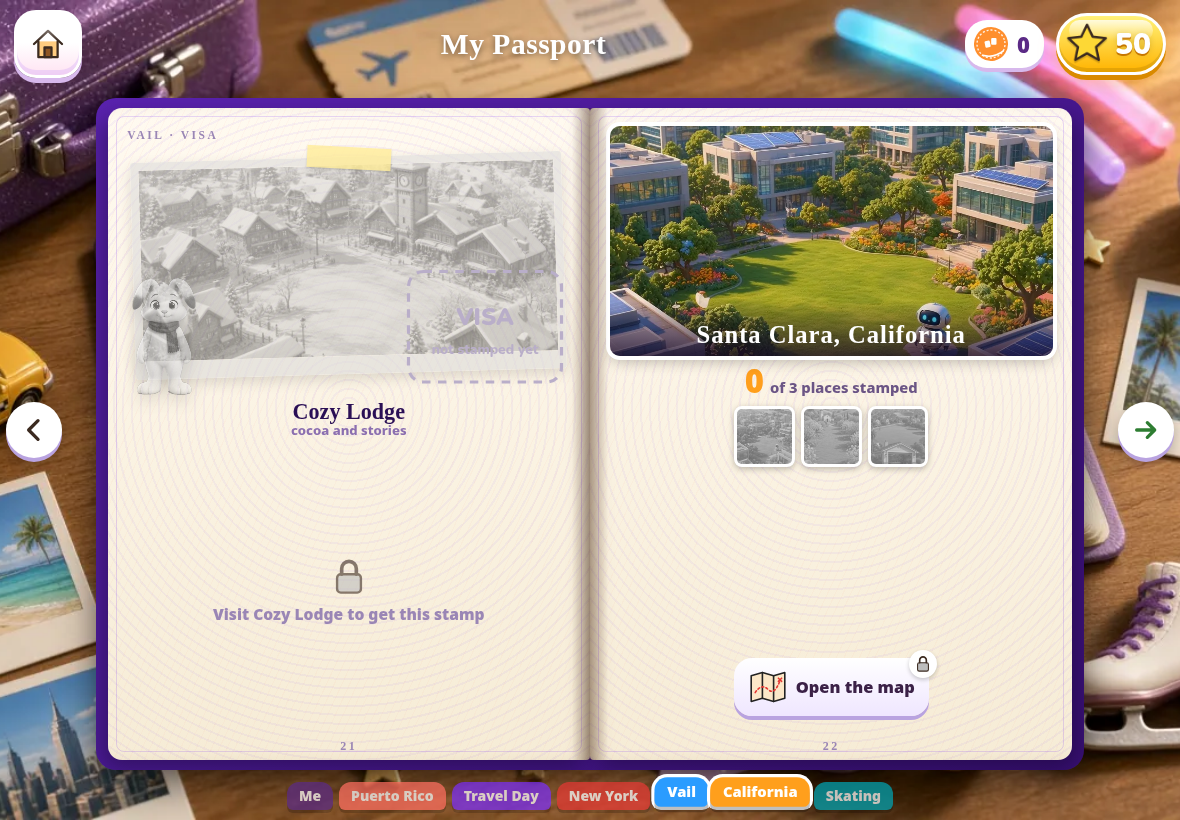 My Passport
0
50
VAIL · VISA
VISA
not stamped yet
Cozy Lodge
cocoa and stories
Visit Cozy Lodge to get this stamp
21
Santa Clara, California
0 of 3 places stamped
Open the map
22
Me
Puerto Rico
Travel Day
New York
Vail
California
Skating